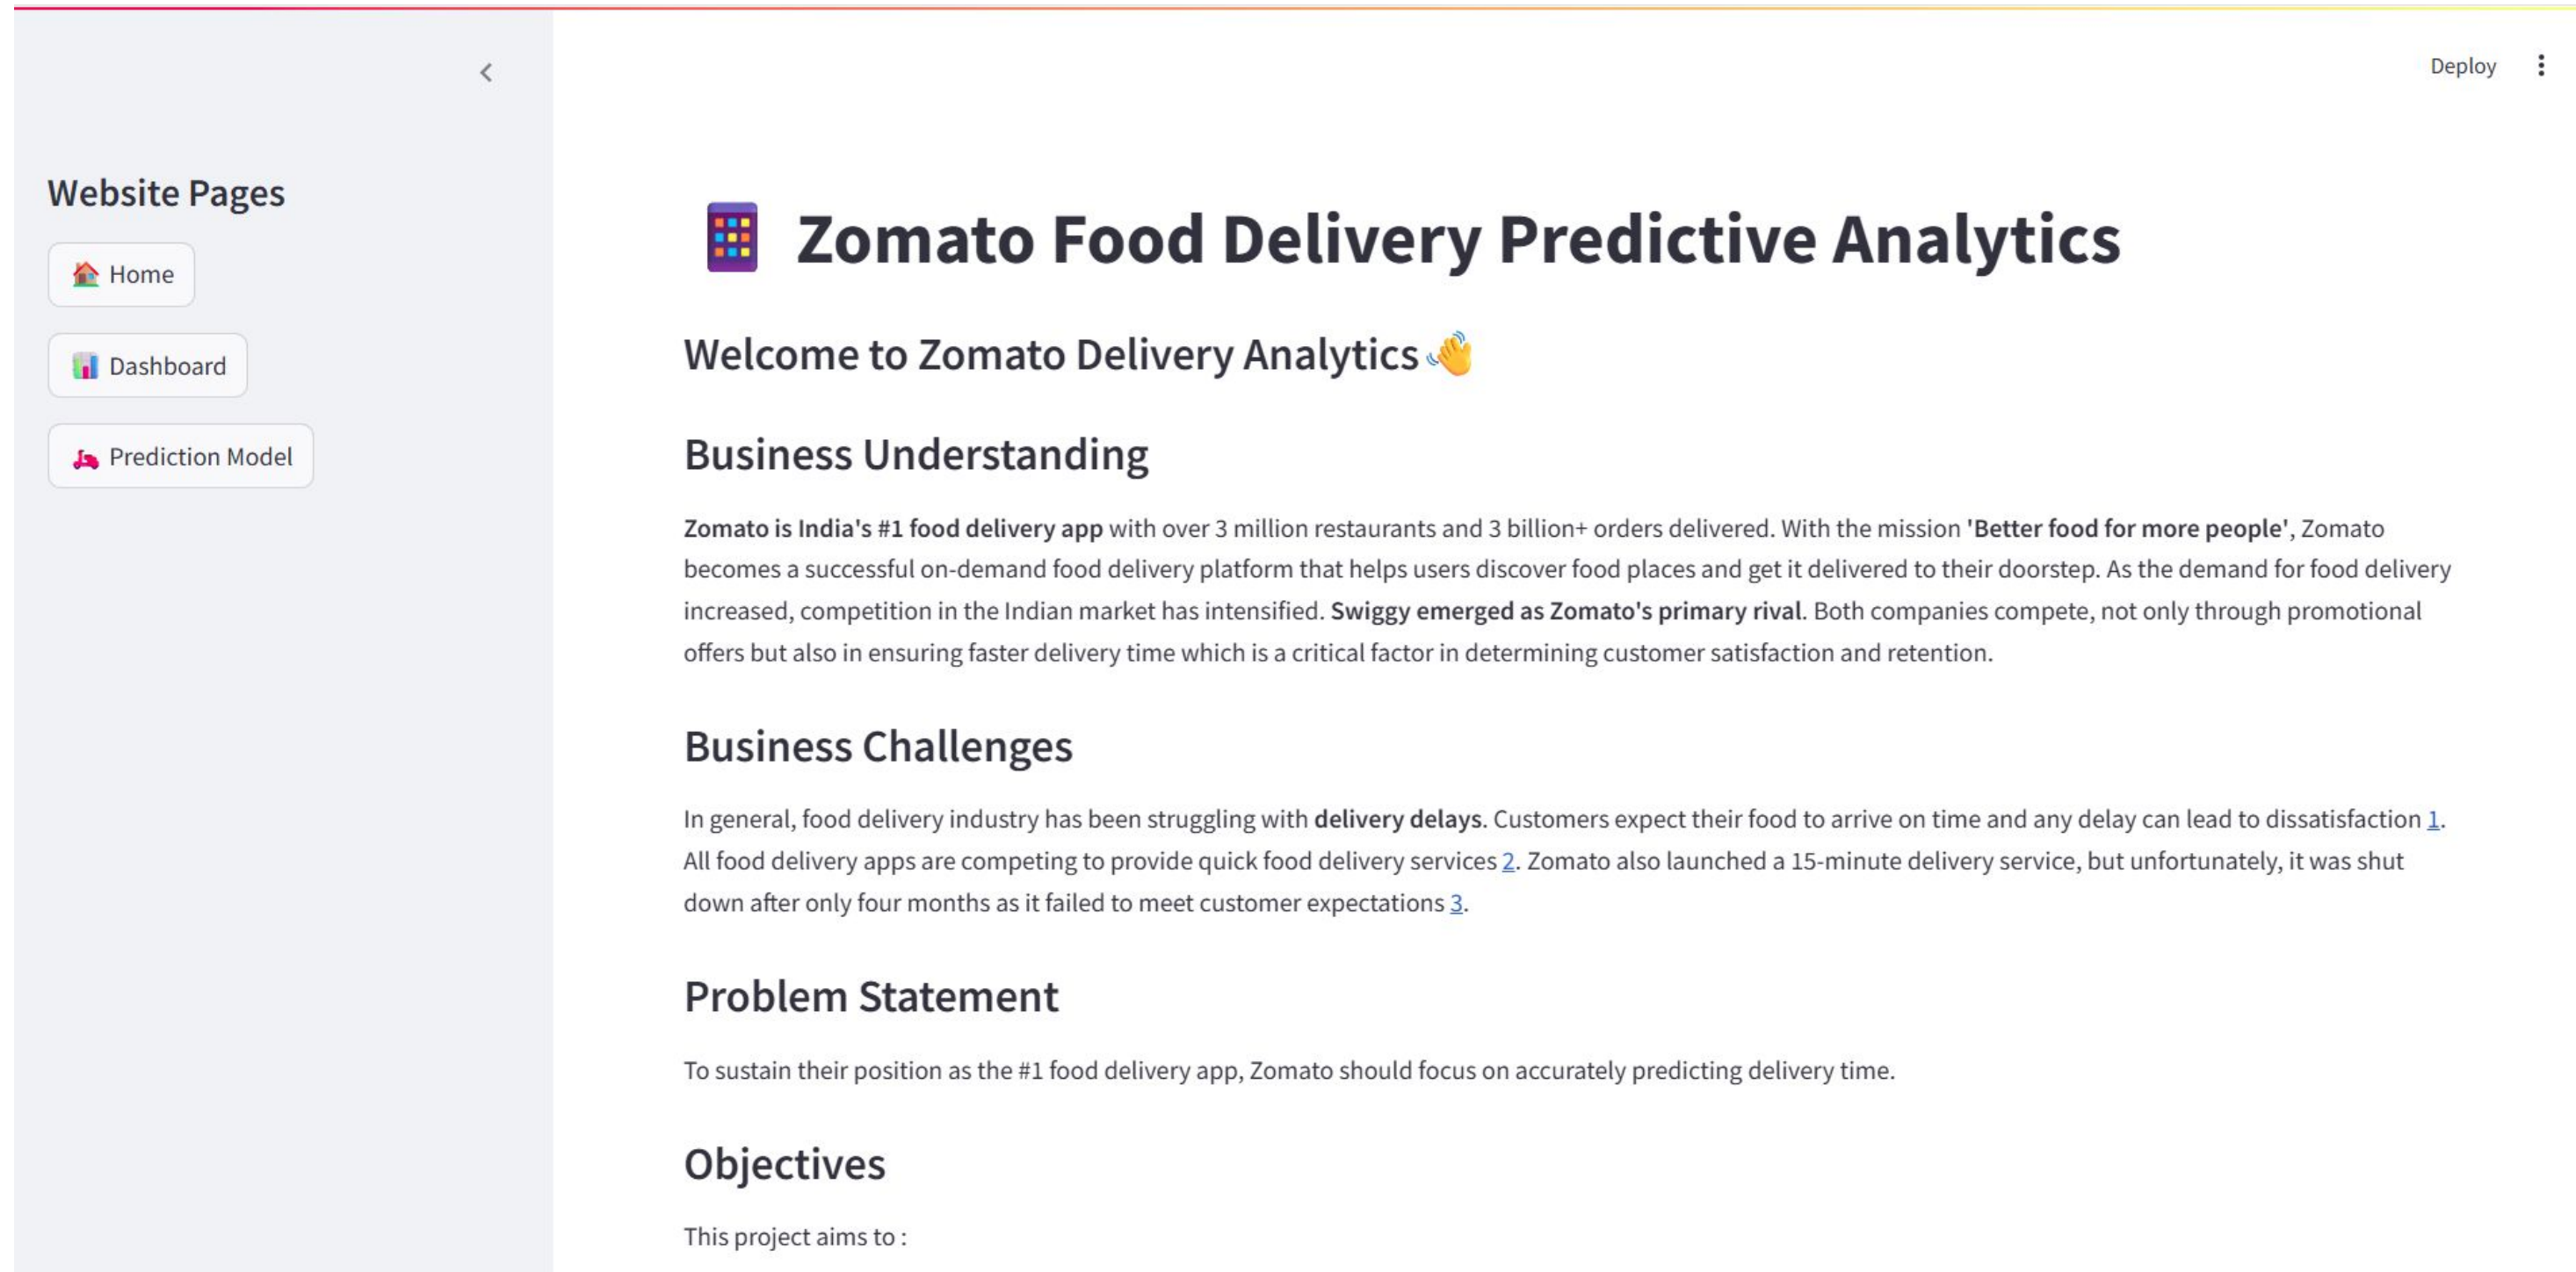 Deploy
Website Pages
Home
Dashboard
Prediction Model
Zomato Food Delivery Predictive Analytics
Welcome to Zomato Delivery Analytics
Business Understanding
Zomato is India's #1 food delivery app with over 3 million restaurants and 3 billion+ orders delivered. With the mission 'Better food for more people', Zomato
becomes a successful on-demand food delivery platform that helps users discover food places and get it delivered to their doorstep. As the demand for food delivery
increased, competition in the Indian market has intensified. Swiggy emerged as Zomato's primary rival. Both companies compete, not only through promotional
offers but also in ensuring faster delivery time which is a critical factor in determining customer satisfaction and retention.
Business Challenges
In general, food delivery industry has been struggling with delivery delays. Customers expect their food to arrive on time and any delay can lead to dissatisfaction 1.
All food delivery apps are competing to provide quick food delivery services 2. Zomato also launched a 15-minute delivery service, but unfortunately, it was shut
down after only four months as it failed to meet customer expectations 3.
Problem Statement
To sustain their position as the #1 food delivery app, Zomato should focus on accurately predicting delivery time.
Objectives
This project aims to :